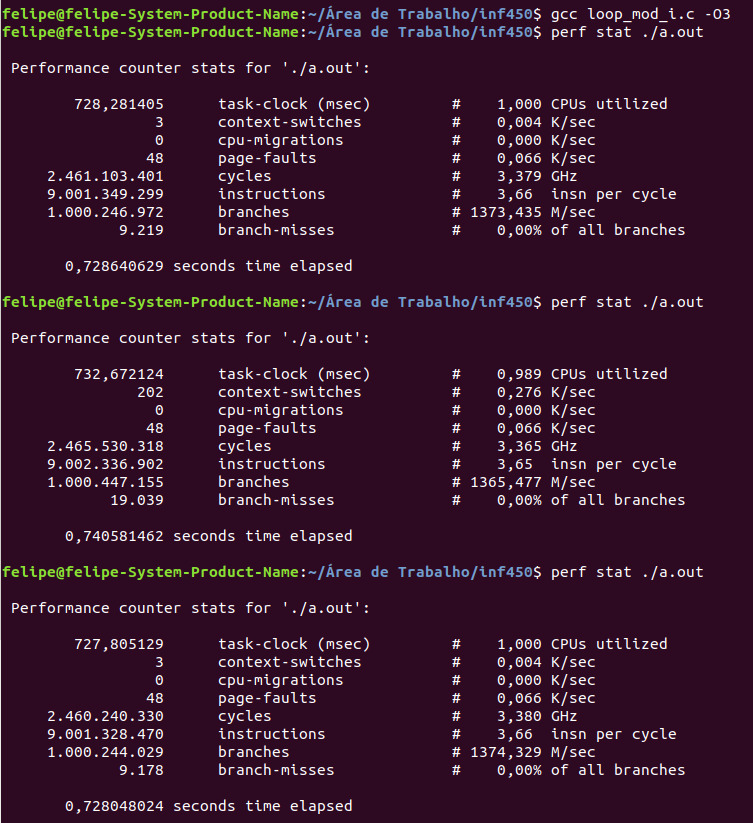 felipe@felipe-System-Product-Name:~/Área de Trabalho/inf450$ gcc loop_mod_i.c -O3
felipe@felipe-System-Product-Name:~/Área de Trabalho/inf450$ perf stat ./a.out
Performance counter stats for './a.out':
728,281405 task-clock (msec) # 1,000 CPUs utilized
3 context-switches # 0,004 K/sec
0 cpu-migrations # 0,000 K/sec
48 page-faults # 0,066 K/sec
2.461.103.401 cycles # 3,379 GHz
9.001.349.299 instructions # 3,66 insn per cycle
1.000.246.972 branches # 1373,435 M/sec
9.219 branch-misses # 0,00% of all branches
0,728640629 seconds time elapsed
felipe@felipe-System-Product-Name:~/Área de Trabalho/inf450$ perf stat ./a.out
Performance counter stats for './a.out':
732,672124 task-clock (msec) # 0,989 CPUs utilized
202 context-switches # 0,276 K/sec
0 cpu-migrations # 0,000 K/sec
48 page-faults # 0,066 K/sec
2.465.530.318 cycles # 3,365 GHz
9.002.336.902 instructions # 3,65 insn per cycle
1.000.447.155 branches # 1365,477 M/sec
19.039 branch-misses # 0,00% of all branches
0,740581462 seconds time elapsed
felipe@felipe-System-Product-Name:~/Área de Trabalho/inf450$ perf stat ./a.out
Performance counter stats for './a.out':
727,805129 task-clock (msec) # 1,000 CPUs utilized
3 context-switches # 0,004 K/sec
0 cpu-migrations # 0,000 K/sec
48 page-faults # 0,066 K/sec
2.460.240.330 cycles # 3,380 GHz
9.001.328.470 instructions # 3,66 insn per cycle
1.000.244.029 branches # 1374,329 M/sec
9.178 branch-misses # 0,00% of all branches
0,728048024 seconds time elapsed